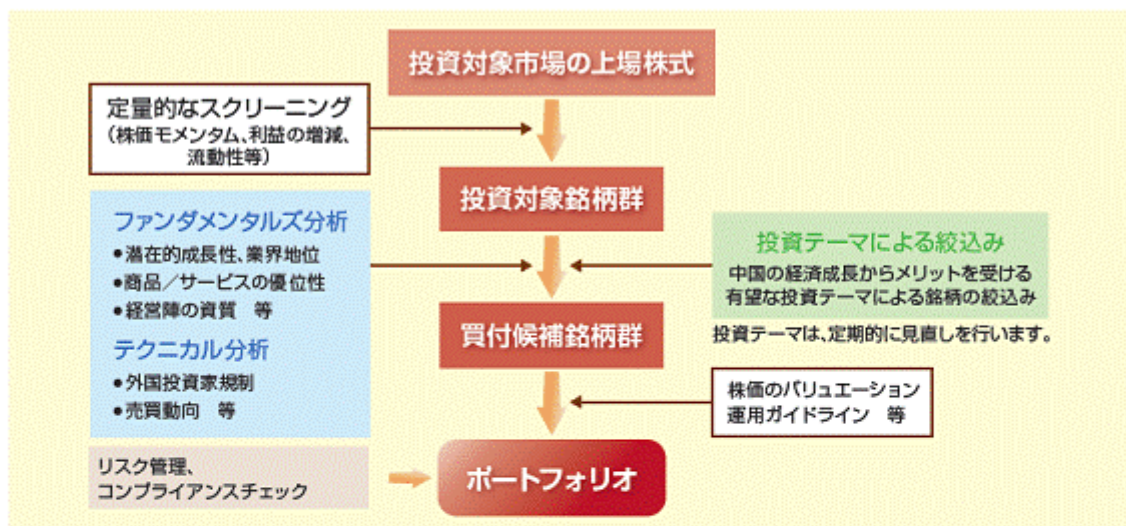 投資対象市場の上場株式
定量的なスクリーニング
（株価モメンタム、利益の増減、
流動性等）
投資対象銘柄群
ファンダメンタルズ分析
●潜在的成長性、業界地位
●商品／サービスの優位性
●経営陣の資質　等
テクニカル分析
●外国投資家規制
●売買動向　等
投資テーマによる絞込み
中国の経済成長からメリットを受ける
有望な投資テーマによる銘柄の絞込み
投資テーマは、定期的に見直しを行います。
買付候補銘柄群
株価のバリュエーション
運用ガイドライン　等
リスク管理、
コンプライアンスチェック
ポートフォリオ